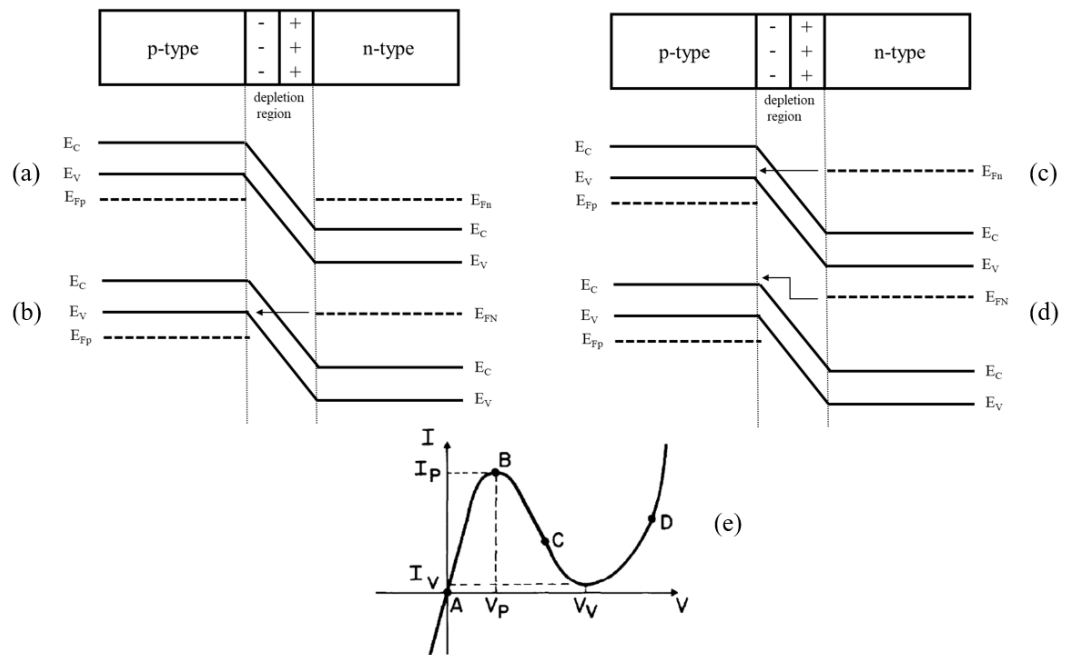 p-type
-
-
-
+
+
+
n-type
depletion
region
(a)
E_C
E_V
E_Fp
E_Fn
E_C
E_V
(b)
E_C
E_V
E_Fp
E_FN
E_C
E_V
p-type
-
-
-
+
+
+
n-type
depletion
region
E_C
E_V
E_Fp
E_Fn
E_C
E_V
(c)
E_C
E_V
E_Fp
E_FN
E_C
E_V
(d)
I
I_P
B
C
D
(e)
I_V
A
V_P
V_V
V